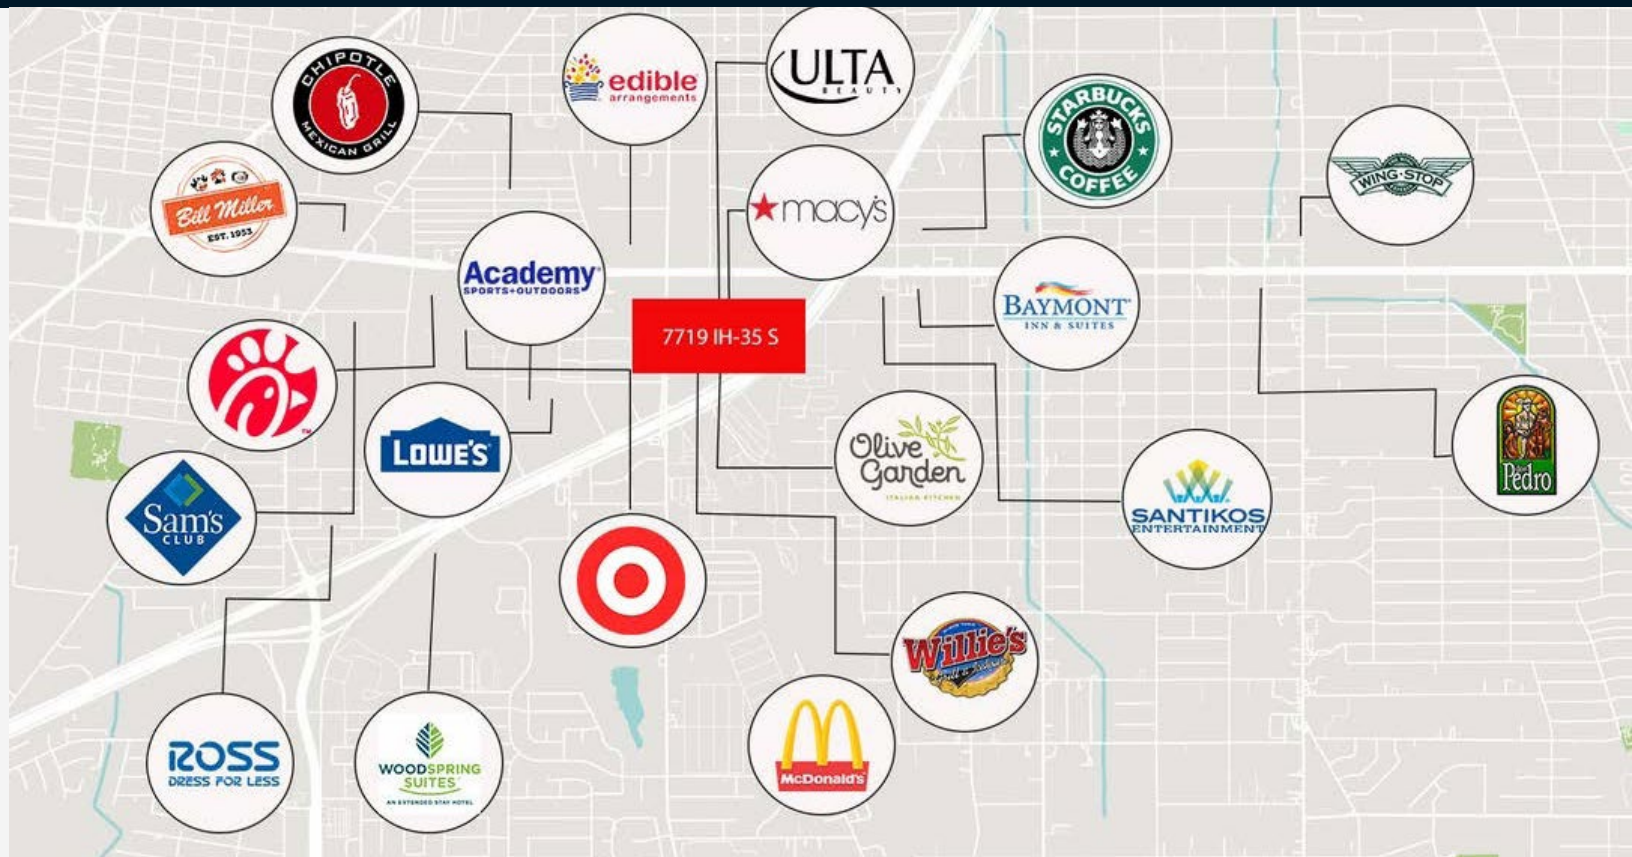 CHIPOTLE
MEXICAN GRILL
edible
arrangements
ULTA
BEAUTY
STARBUCKS
COFFEE
WING·STOP
Bill Miller
EST. 1953
macy's
Academy
SPORTS+OUTDOORS
BAYMONT
INN & SUITES
7719 IH-35 S
LOWE'S
Olive
Garden
ITALIAN KITCHEN
Pedro
Sam's
CLUB
SANTIKOS
ENTERTAINMENT
Willie's
ROSS
DRESS FOR LESS
WOODSPRING
SUITES
AN EXTENDED STAY HOTEL
McDonald's